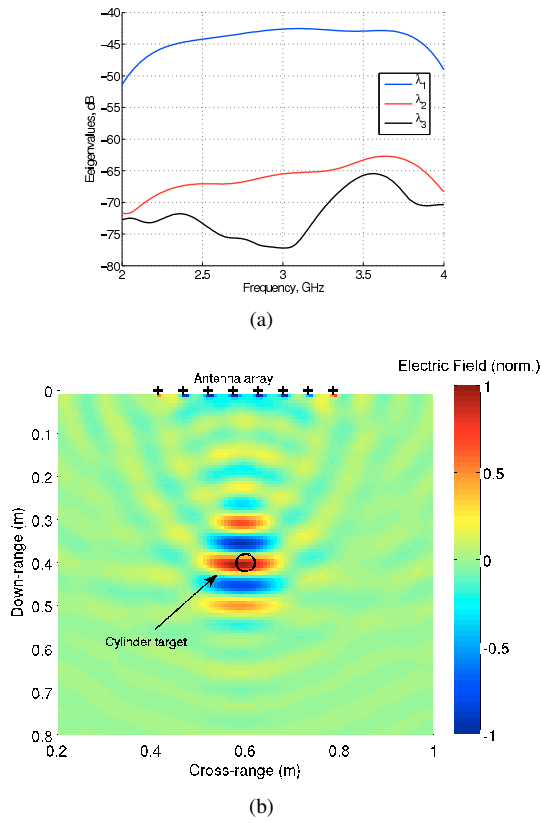 −40
−45
−50
−55
−60
−65
−70
−75
−80
Eeigenvalues, dB
λ1
λ2
λ3
2
2.5
3
3.5
4
Frequency, GHz
(a)
Electric Field (norm.)
Antenna array
0
0.1
0.2
0.3
0.4
0.5
0.6
0.7
0.8
Down-range (m)
Cylinder target
0.2
0.4
0.6
0.8
1
Cross-range (m)
1
0.5
0
-0.5
-1
(b)